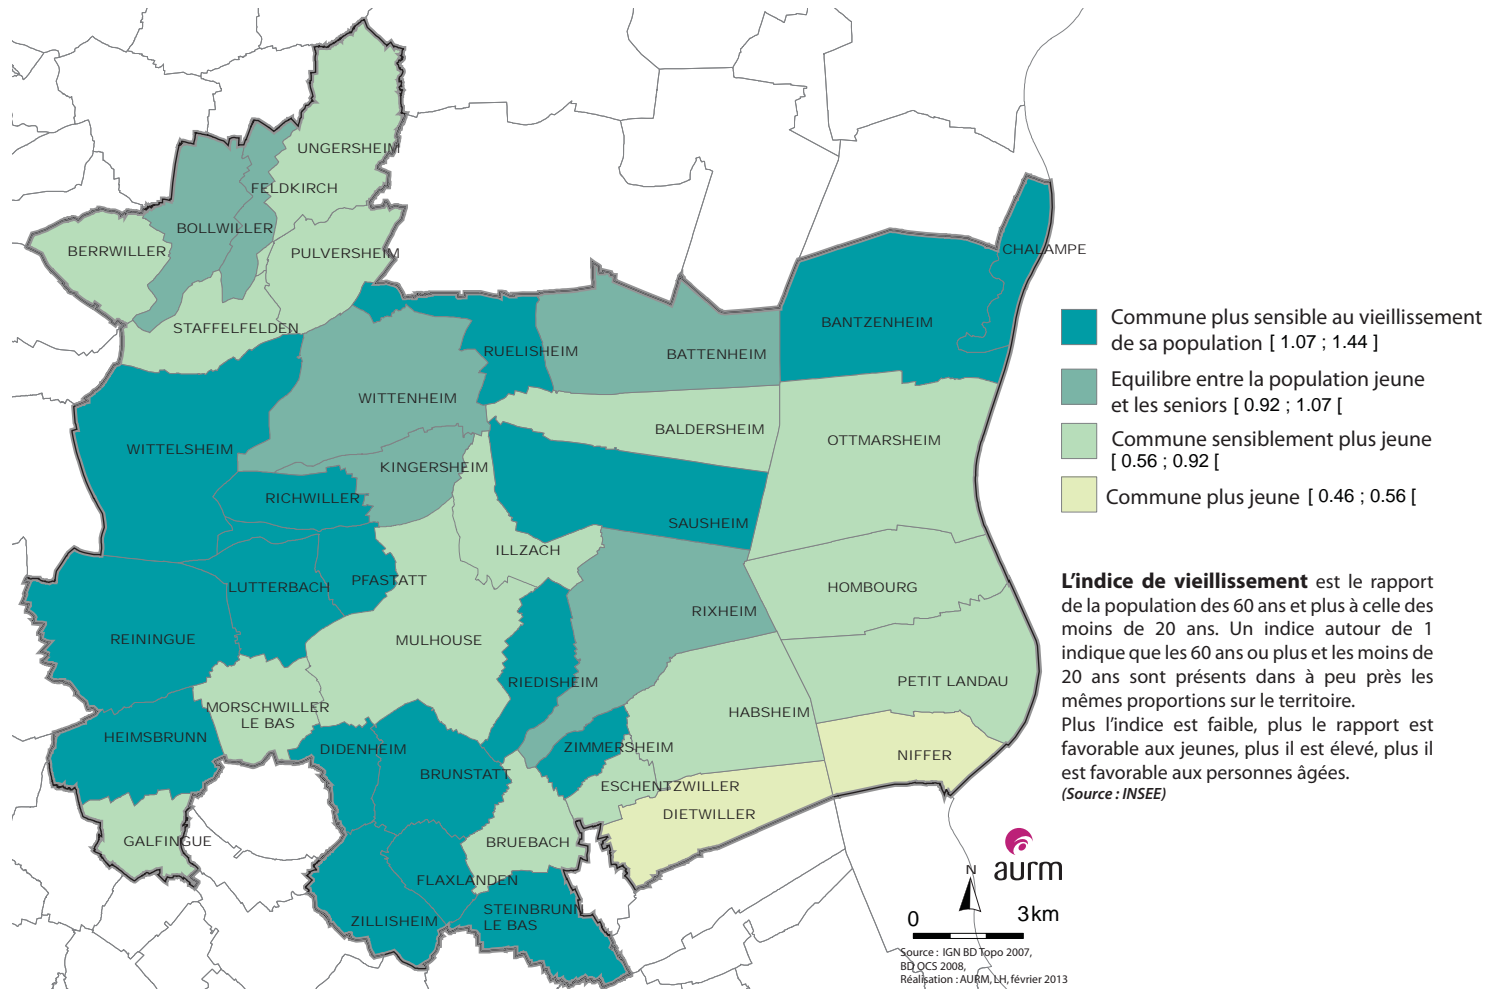 UNGERSHEIM
FELDKIRCH
BOLLWILLER
BERRWILLER
PULVERSHEIM
CHALAMPE
STAFFELFELDEN
BANTZENHEIM
RUELISHEIM
BATTENHEIM
WITTENHEIM
BALDERSHEIM
OTTMARSHEIM
WITTELSHEIM
KINGERSHEIM
RICHWILLER
SAUSHEIM
ILLZACH
PFASTATT
LUTTERBACH
HOMBOURG
RIXHEIM
REININGUE
MULHOUSE
RIEDISHEIM
PETIT LANDAU
MORSCHWILLER
LE BAS
HABSHEIM
HEIMSBRUNN
DIDENHEIM
ZIMMERSHEIM
NIFFER
BRUNSTATT
ESCHENTZWILLER
DIETWILLER
GALFINGUE
BRUEBACH
FLAXLANDEN
STEINBRUNN
LE BAS
ZILLISHEIM
Commune plus sensible au vieillissement
de sa population [ 1.07 ; 1.44 ]
Equilibre entre la population jeune
et les seniors [ 0.92 ; 1.07 [
Commune sensiblement plus jeune
[ 0.56 ; 0.92 [
Commune plus jeune [ 0.46 ; 0.56 [
L'indice de vieillissement est le rapport
de la population des 60 ans et plus à celle des
moins de 20 ans. Un indice autour de 1
indique que les 60 ans ou plus et les moins de
20 ans sont présents dans à peu près les
mêmes proportions sur le territoire.
Plus l'indice est faible, plus le rapport est
favorable aux jeunes, plus il est élevé, plus il
est favorable aux personnes âgées.
(Source : INSEE)
aurm
N
0 3 km
Source : IGN BD Topo 2007,
BD OCS 2008,
Réalisation : AURM, LH, février 2013